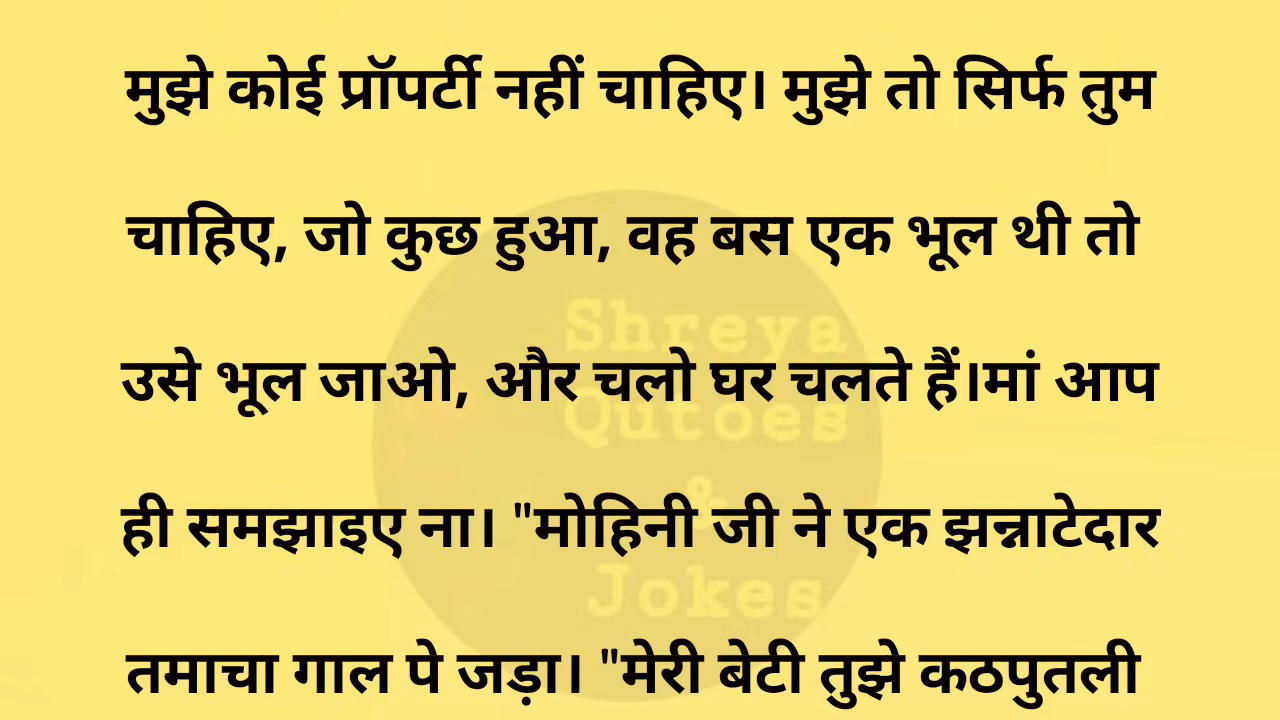 मुझे कोई प्रॉपर्टी नहीं चाहिए। मुझे तो सिर्फ तुम
चाहिए, जो कुछ हुआ, वह बस एक भूल थी तो
उसे भूल जाओ, और चलो घर चलते हैं।मां आप
ही समझाइए ना। "मोहिनी जी ने एक झन्नाटेदार
तमाचा गाल पे जड़ा। "मेरी बेटी तुझे कठपुतली
Shreya
Qutoes
&
Jokes